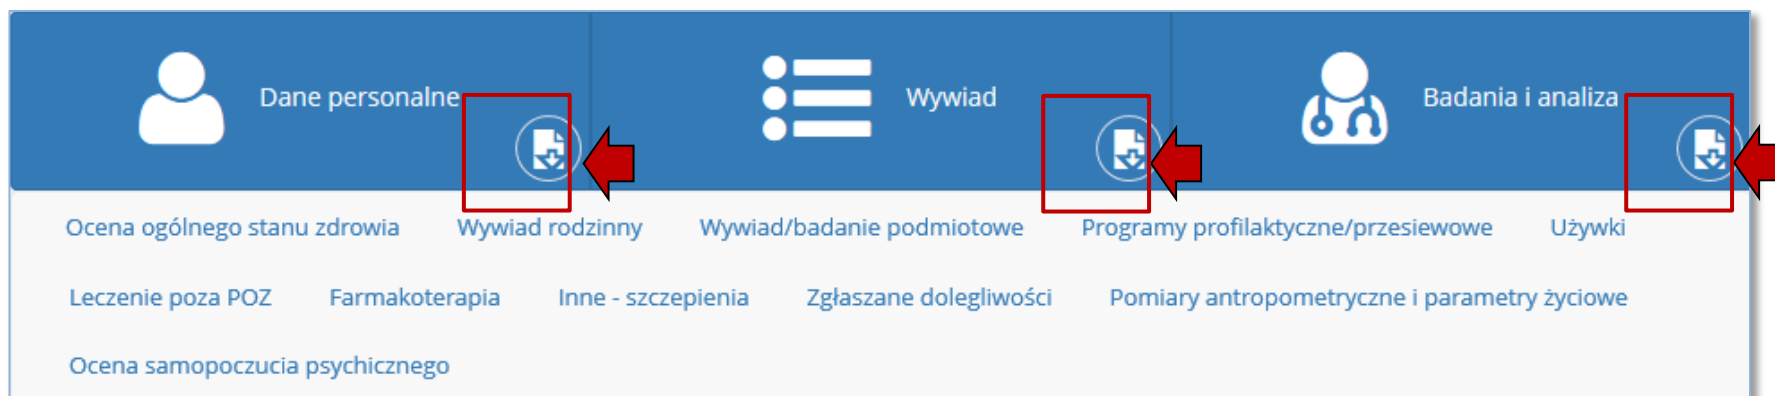 Dane personalne
Wywiad
Badania i analiza
Ocena ogólnego stanu zdrowia Wywiad rodzinny Wywiad/badanie podmiotowe Programy profilaktyczne/przesiewowe Używki
Leczenie poza POZ Farmakoterapia Inne - szczepienia Zgłaszane dolegliwości Pomiary antropometryczne i parametry życiowe
Ocena samopoczucia psychicznego